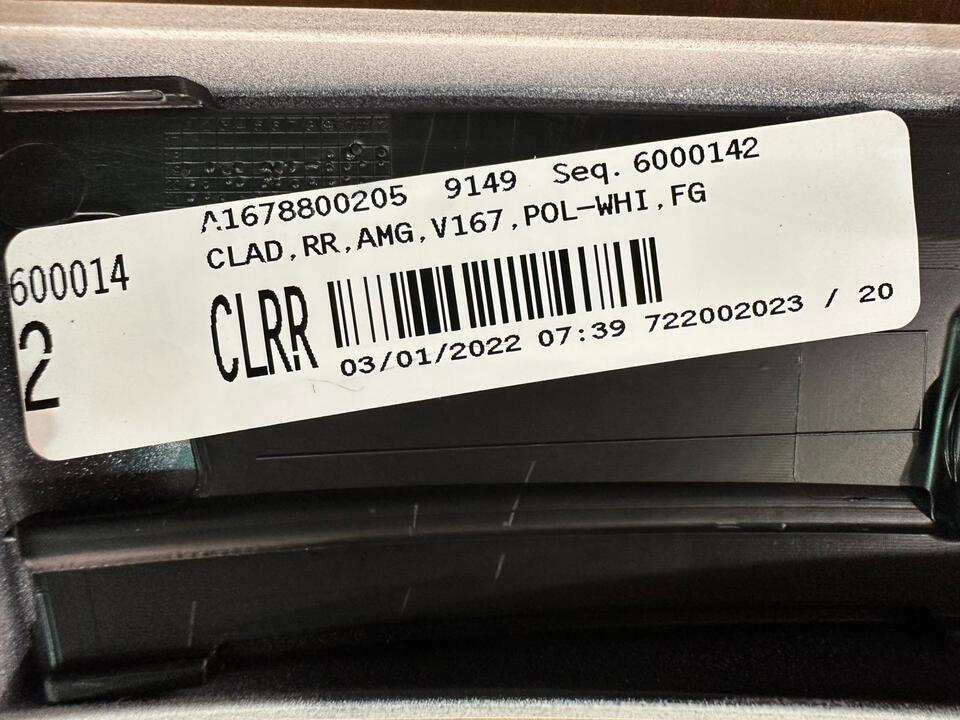 A1678800205 9149 Seq. 6000142
CLAD,RR,AMG,V167,POL-WHI,FG
600014
2
CLRR
03/01/2022 07:39 722002023 / 20